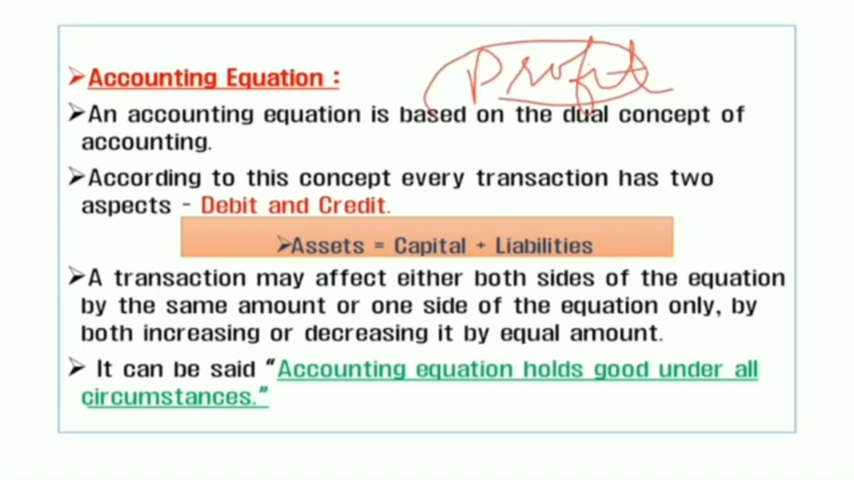 Profit
➢Accounting Equation :
➢An accounting equation is based on the dual concept of
accounting.
➢According to this concept every transaction has two
aspects - Debit and Credit.
➢Assets = Capital + Liabilities
➢A transaction may affect either both sides of the equation
by the same amount or one side of the equation only, by
both increasing or decreasing it by equal amount.
➢ It can be said “Accounting equation holds good under all
circumstances.”